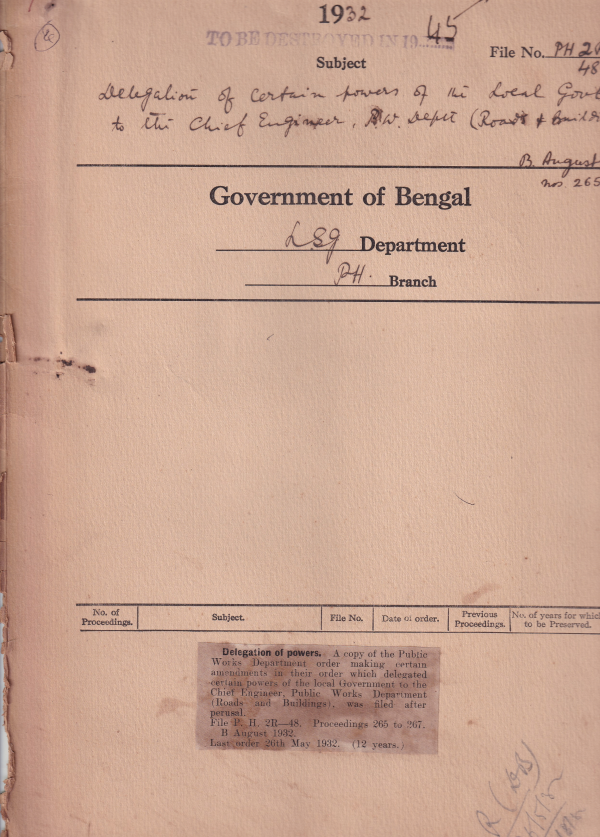 1932
TO BE DESTROYED IN 19 45
File No. PH 2R
48
Subject
Delegation of certain powers of the Local Govt
to the Chief Engineer, P.W. Deptt (Roads & Buildi
B. August
nos. 265
Government of Bengal
LSG Department
PH. Branch
No. of Proceedings. Subject. File No. Date of order. Previous Proceedings. No. of years for which to be Preserved.
Delegation of powers. A copy of the Public
Works Department order making certain
amendments in their order which delegated
certain powers of the local Government to the
Chief Engineer, Public Works Department
(Roads and Buildings), was filed after
perusal.
File P. H. 2R—48. Proceedings 265 to 267.
B August 1932.
Last order 26th May 1932. (12 years.)